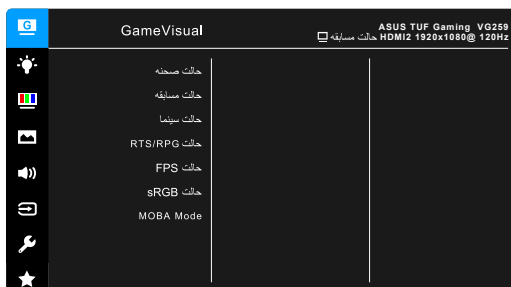 G
GameVisual
ASUS TUF Gaming VG259
حالت مسابقه HDMI2 1920x1080@ 120Hz
حالت صحنه
حالت مسابقه
حالت سینما
حالت RTS/RPG
حالت FPS
حالت sRGB
MOBA Mode